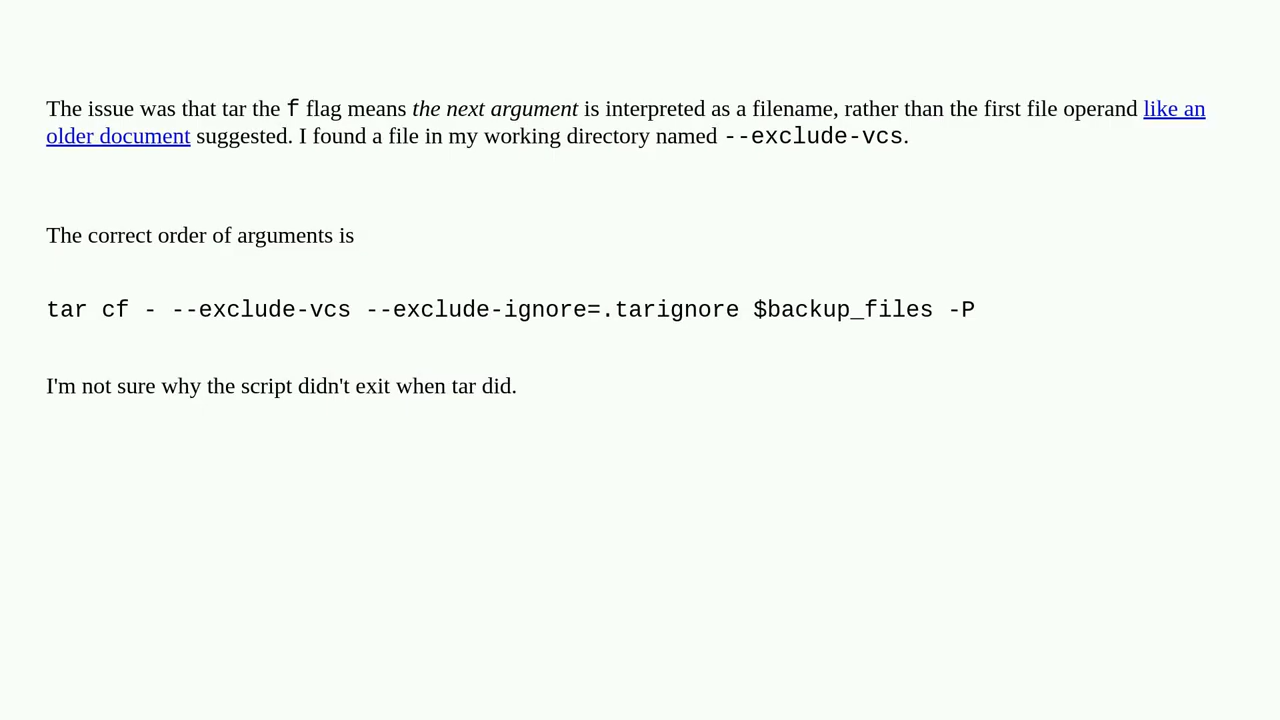 The issue was that tar the f flag means the next argument is interpreted as a filename, rather than the first file operand like an
older document suggested. I found a file in my working directory named --exclude-vcs.
The correct order of arguments is
tar cf - --exclude-vcs --exclude-ignore=.tarignore $backup_files -P
I'm not sure why the script didn't exit when tar did.